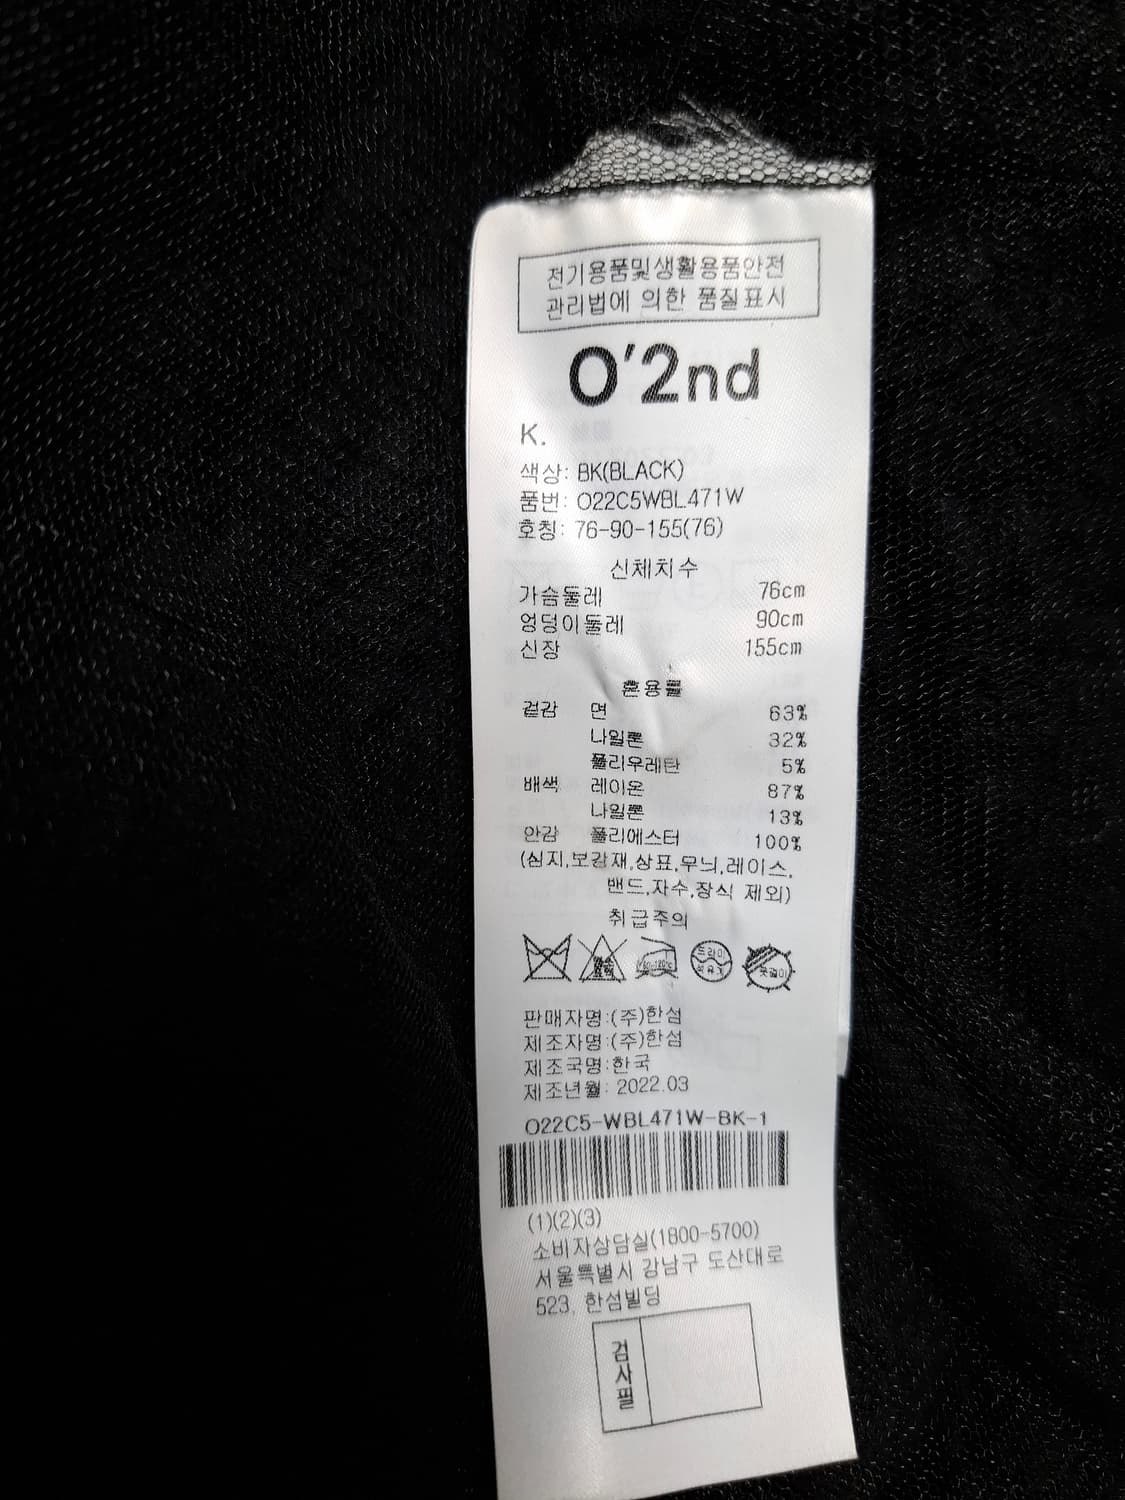 전기용품및생활용품안전
관리법에 의한 품질표시
O'2nd
K.
색상: BK(BLACK)
품번: O22C5WBL471W
호칭: 76-90-155(76)
신체치수
가슴둘레 76cm
엉덩이둘레 90cm
신장 155cm
혼용률
겉감 면 63%
나일론 32%
폴리우레탄 5%
배색 레이온 87%
나일론 13%
안감 폴리에스터 100%
(심지,보강재,상표,무늬,레이스,
밴드,자수,장식 제외)
취급주의
드라이
석유계
옷걸이
판매자명:(주)한섬
제조자명:(주)한섬
제조국명:한국
제조년월: 2022.03
O22C5-WBL471W-BK-1
(1)(2)(3)
소비자상담실(1800-5700)
서울특별시 강남구 도산대로
523, 한섬빌딩
검사필